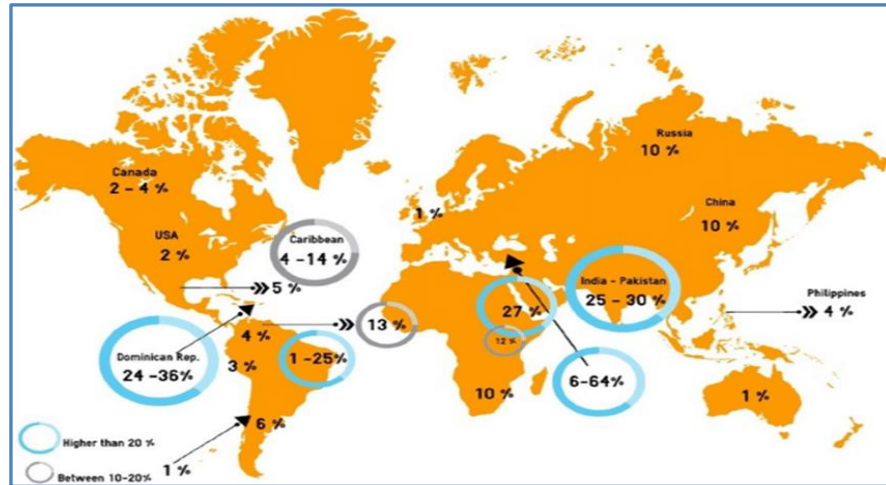 Russia
10 %
Canada
2 – 4 %
China
10 %
1 %
USA
2 %
Caribbean
4 –14 %
India – Pakistan
25 – 30 %
5 %
Philippines
4 %
27 %
13 %
12 %
4 %
1 –25%
Dominican Rep.
24 –36%
3 %
6–64%
10 %
1 %
6 %
Higher than 20 %
Between 10–20%
1 %